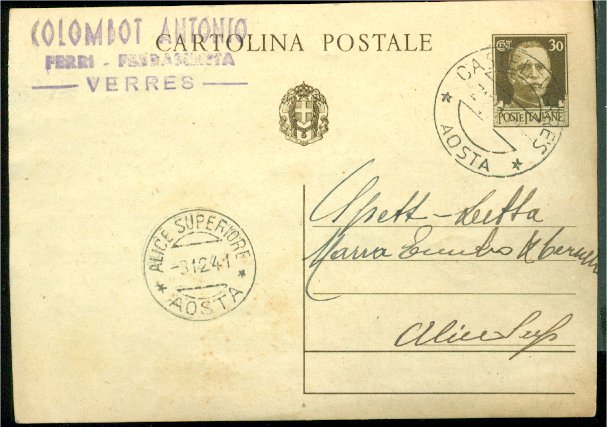 COLOMBOT ANTONIO
FERRI - FERRAMENTA
— VERRES —
CARTOLINA POSTALE
CENT. 30
POSTE ITALIANE
AOSTA
ALICE SUPERIORE
-3.12.41
AOSTA
Spett - Ditta
Marra
Alice Sup